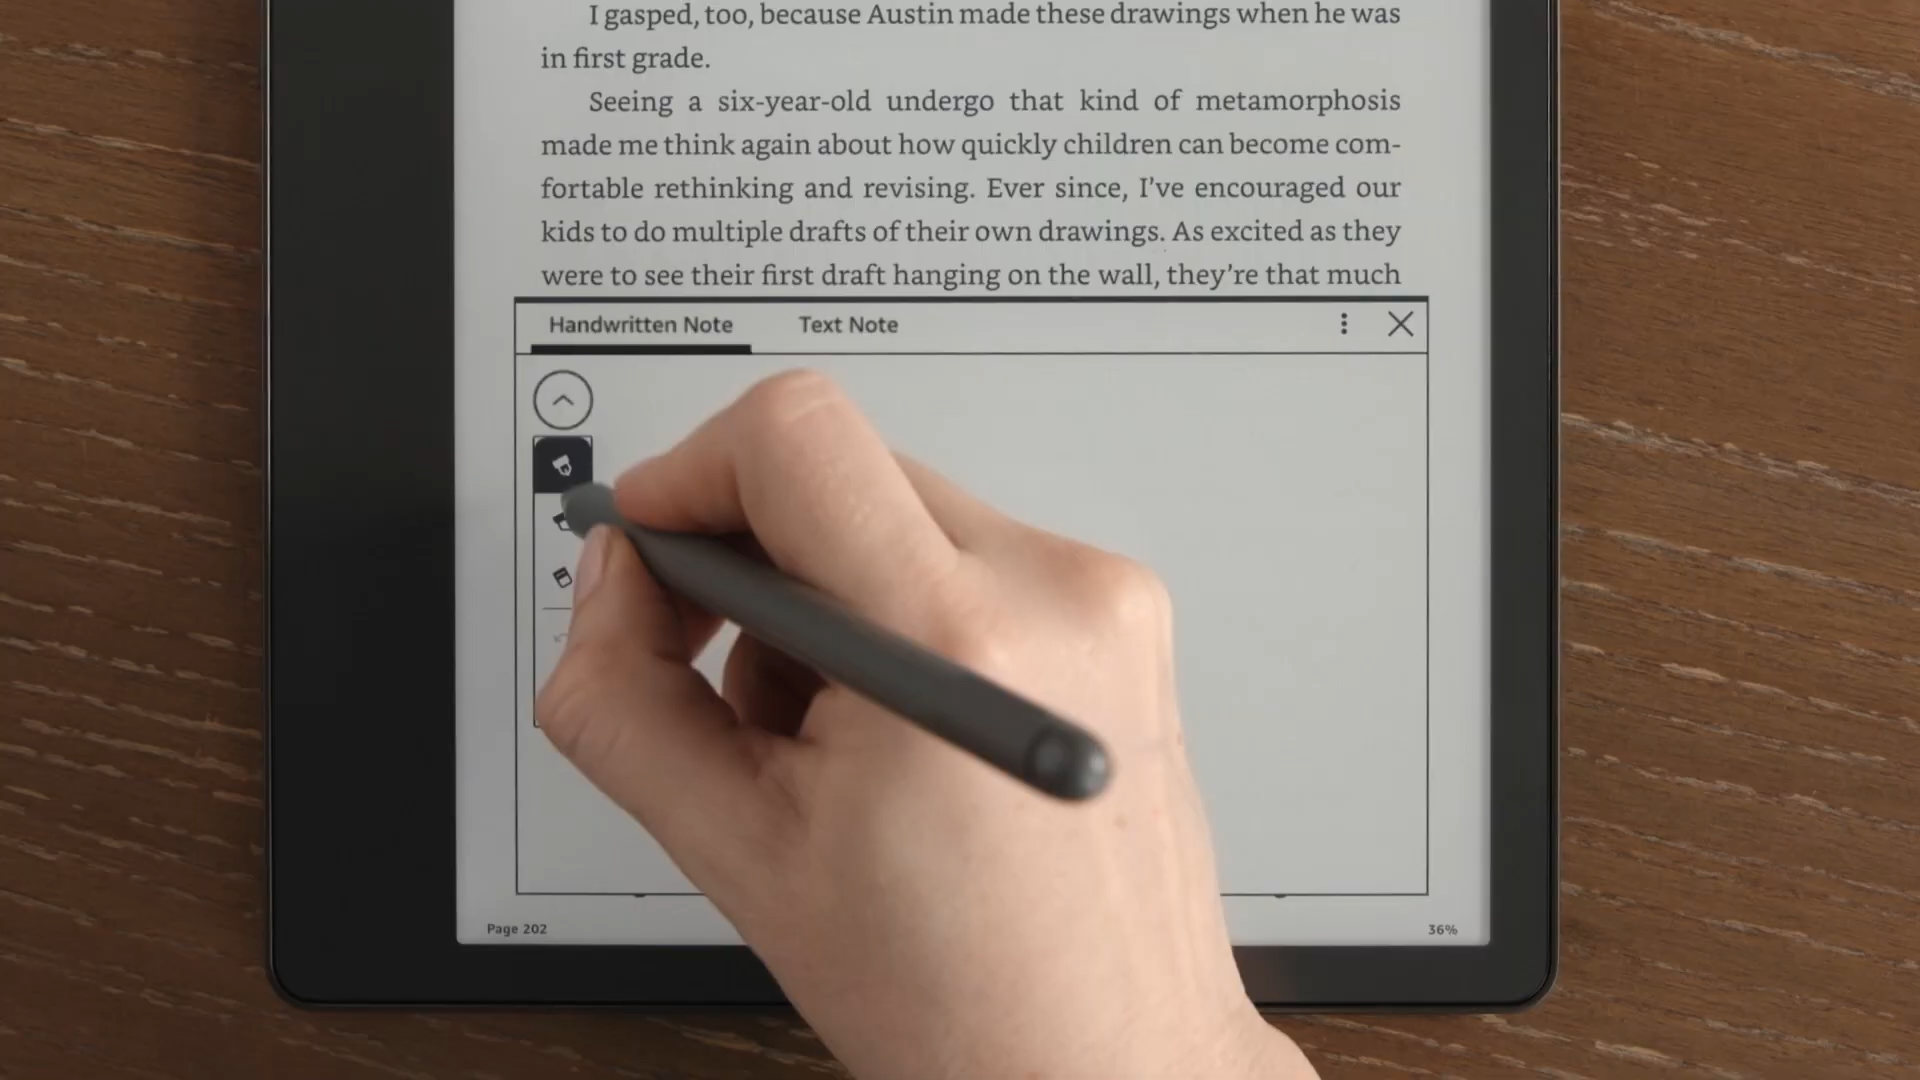 I gasped, too, because Austin made these drawings when he was
in first grade.
Seeing a six-year-old undergo that kind of metamorphosis
made me think again about how quickly children can become com-
fortable rethinking and revising. Ever since, I’ve encouraged our
kids to do multiple drafts of their own drawings. As excited as they
were to see their first draft hanging on the wall, they’re that much
Handwritten Note
Text Note
Page 202
36%